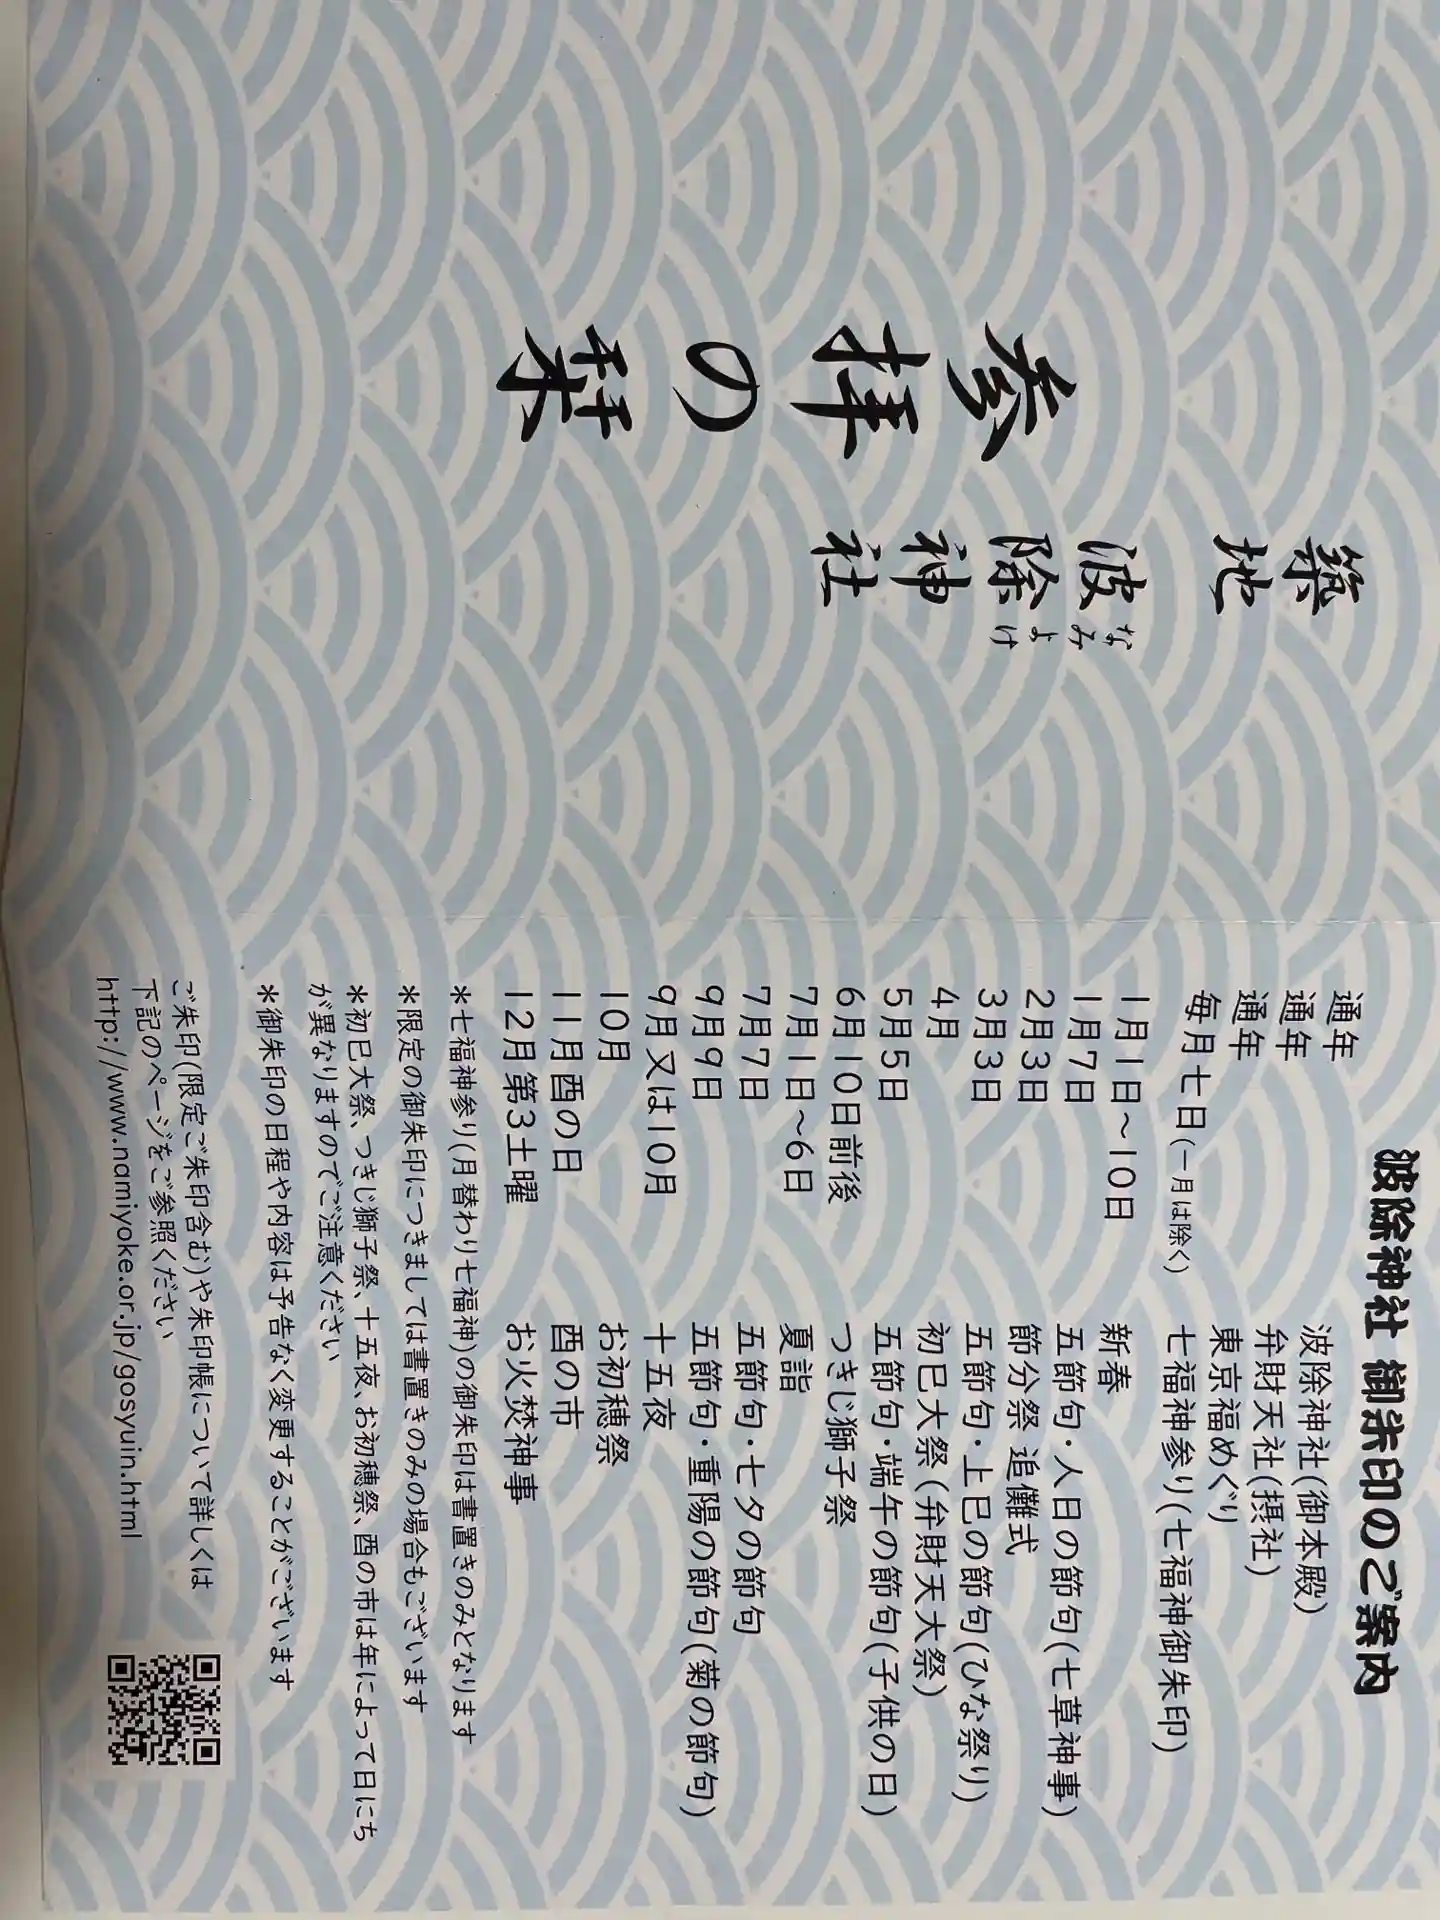 参拝の栞
築地
波除神社
なみよけ
波除神社 御朱印のご案内
通年 波除神社(御本殿)
通年 弁財天社(摂社)
通年 東京福めぐり
毎月七日(一月は除く) 七福神参り(七福神御朱印)
1月1日～10日 新春
1月7日 五節句・人日の節句(七草神事)
2月3日 節分祭 追儺式
3月3日 五節句・上巳の節句(ひな祭り)
4月 初巳大祭(弁財天大祭)
5月5日 五節句・端午の節句(子供の日)
6月10日前後 つきじ獅子祭
7月1日～6日 夏詣
7月7日 五節句・七夕の節句
9月9日 五節句・重陽の節句(菊の節句)
9月又は10月 十五夜
10月 お初穂祭
11月酉の日 酉の市
12月第3土曜 お火焚神事
*七福神参り(月替わり七福神)の御朱印は書置きのみとなります
*限定の御朱印につきましては書置きのみの場合もございます
*初巳大祭、つきじ獅子祭、十五夜、お初穂祭、酉の市は年によって日にち
が異なりますのでご注意ください
*御朱印の日程や内容は予告なく変更することがございます
ご朱印(限定ご朱印含む)や朱印帳について詳しくは
下記のページをご参照ください
http://www.namiyoke.or.jp/gosyuin.html